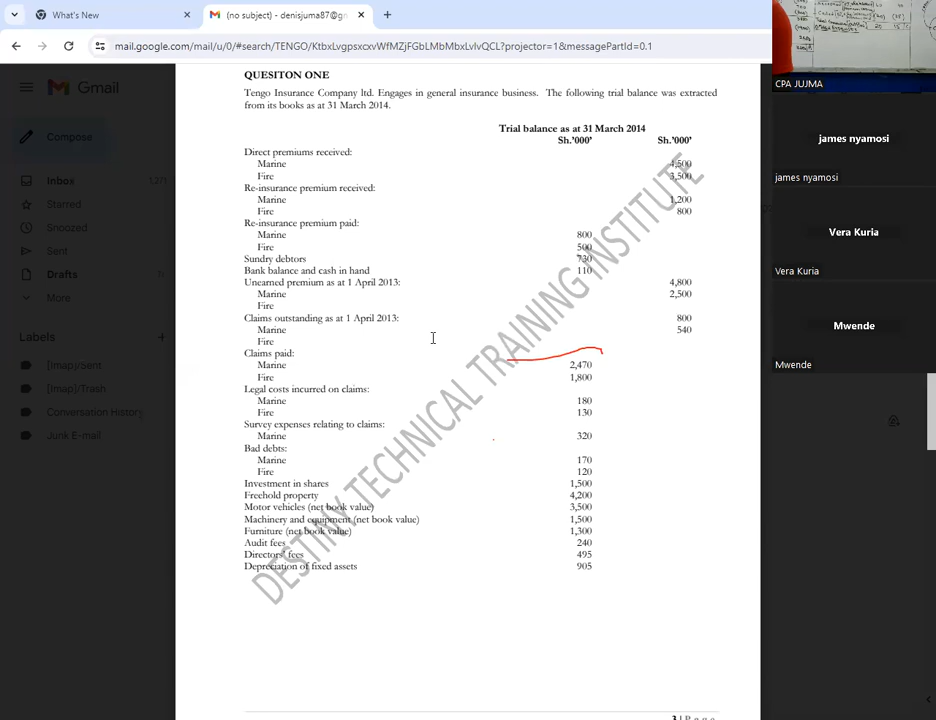 What's New
(no subject) - denisjuma87@gm
mail.google.com/mail/u/0/#search/TENGO/KtbxLvgpsxcxvWfMZjFGbLMbMbxLvlvQCL?projector=1&messagePartId=0.1
Gmail
Compose
Inbox
1,271
Starred
Snoozed
Sent
Drafts
More
Labels
[Imap]/Sent
[Imap]/Trash
Conversation History
Junk E-mail
QUESITON ONE
Tengo Insurance Company ltd. Engages in general insurance business. The following trial balance was extracted
from its books as at 31 March 2014.
Trial balance as at 31 March 2014
Sh.'000' Sh.'000'
Direct premiums received:
Marine 4,500
Fire 3,500
Re-insurance premium received:
Marine 1,200
Fire 800
Re-insurance premium paid:
Marine 800
Fire 500
Sundry debtors 730
Bank balance and cash in hand 110
Unearned premium as at 1 April 2013: 4,800
Marine 2,500
Fire
Claims outstanding as at 1 April 2013: 800
Marine 540
Fire
Claims paid:
Marine 2,470
Fire 1,800
Legal costs incurred on claims:
Marine 180
Fire 130
Survey expenses relating to claims:
Marine 320
Bad debts:
Marine 170
Fire 120
Investment in shares 1,500
Freehold property 4,200
Motor vehicles (net book value) 3,500
Machinery and equipment (net book value) 1,500
Furniture (net book value) 1,300
Audit fees 240
Directors' fees 495
Depreciation of fixed assets 905
DESTINY TECHNICAL TRAINING INSTITUTE
3 | P a g e
CPA JUJMA
james nyamosi
james nyamosi
Vera Kuria
Vera Kuria
Mwende
Mwende